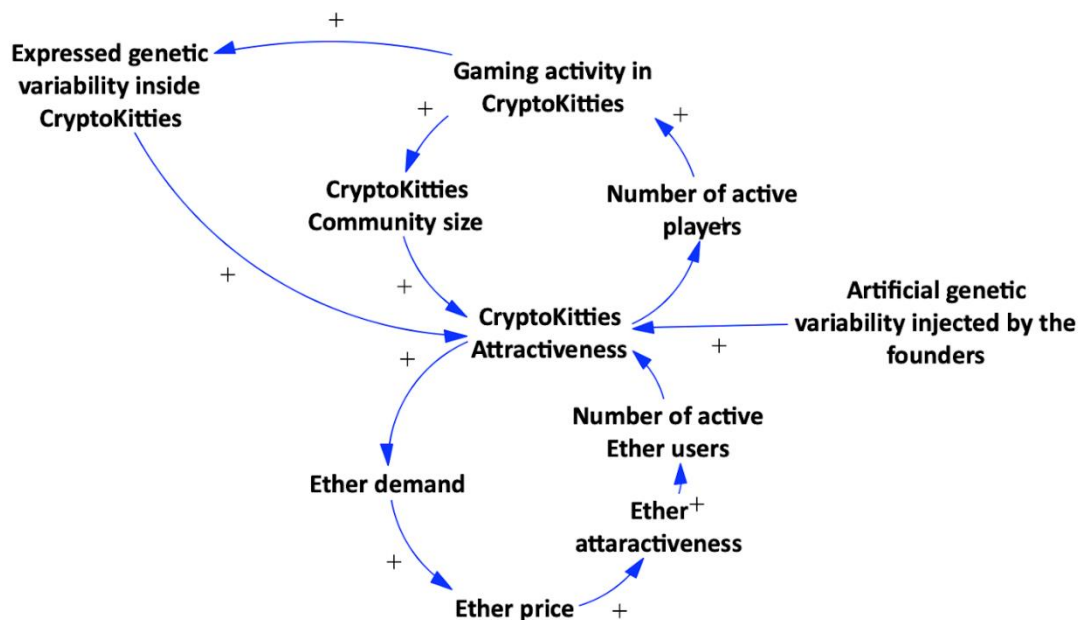 +
Expressed genetic
variability inside
CryptoKitties
Gaming activity in
CryptoKitties
+
+
CryptoKitties
Community size
Number of active
players
+
+
+
CryptoKitties
Attractiveness
Artificial genetic
variability injected by the
founders
+
+
Number of active
Ether users
Ether demand
Ether
attaractiveness
+
+
Ether price
+